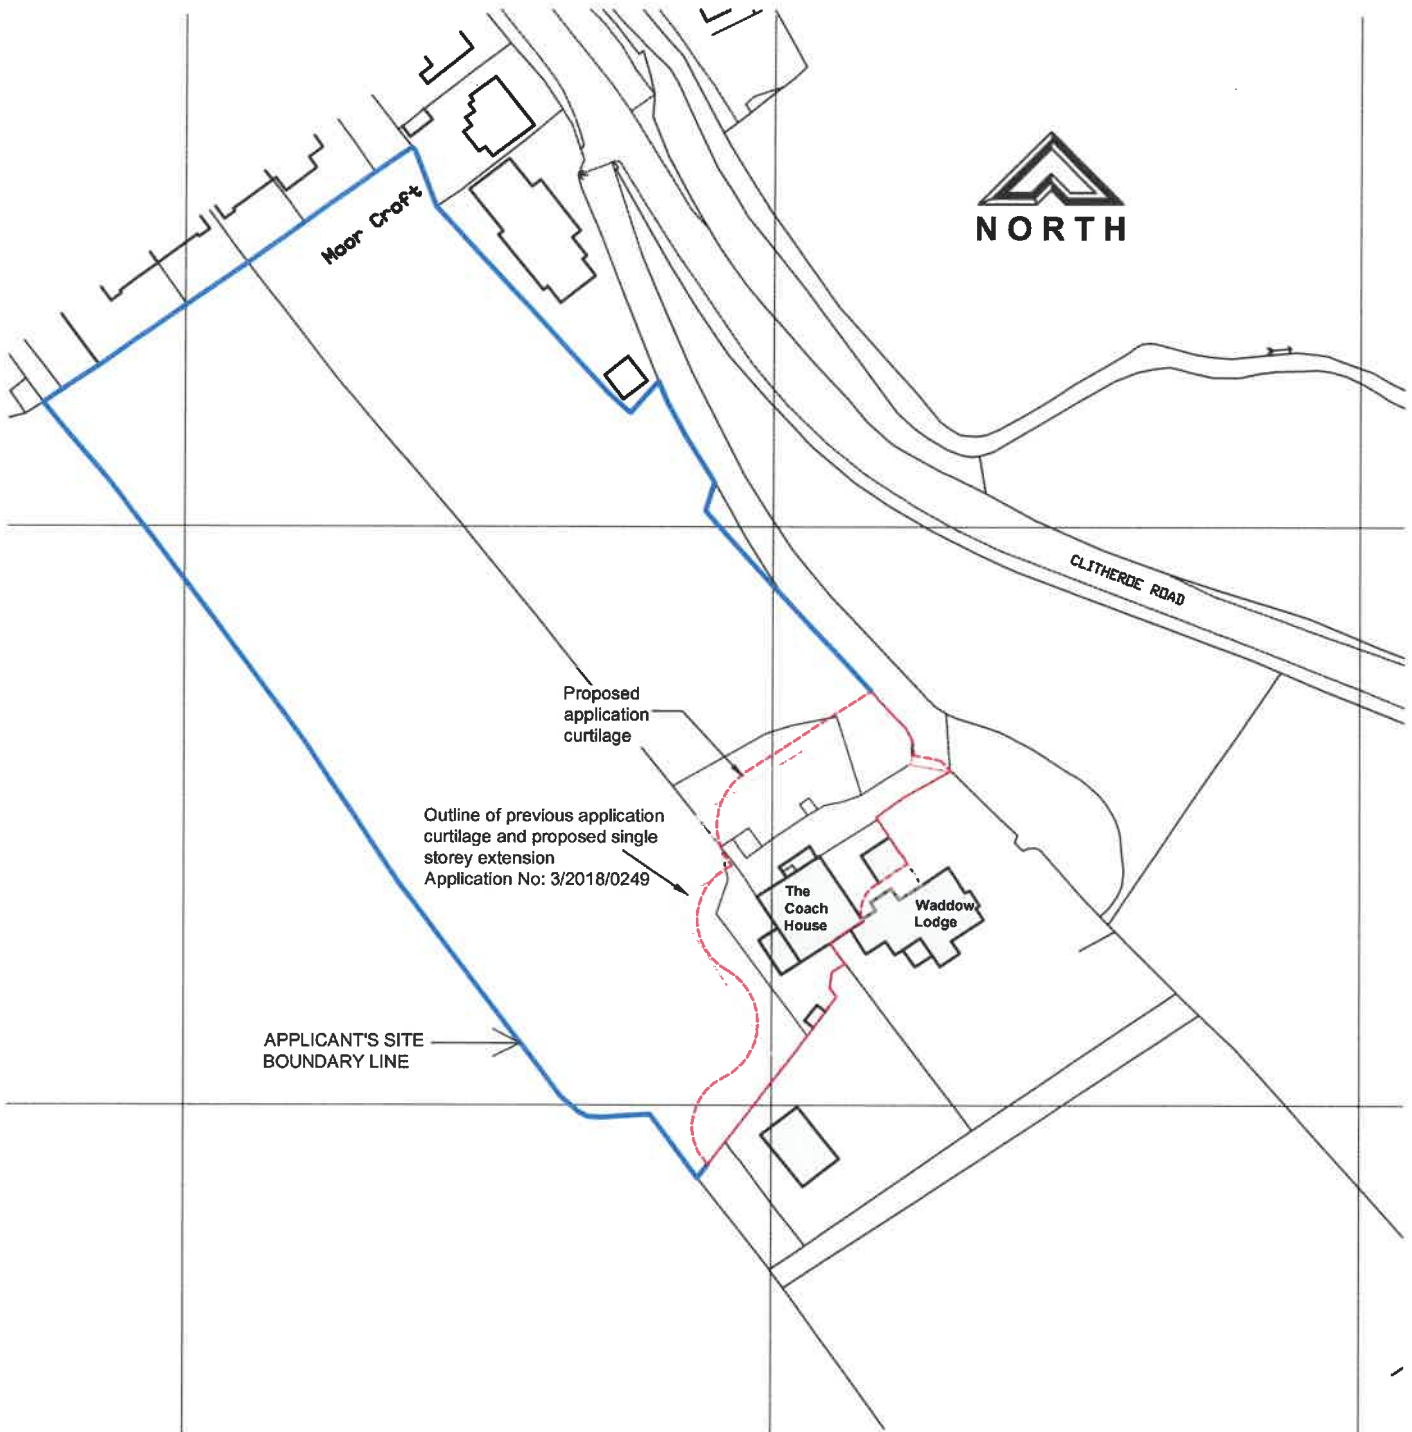 Moor Croft
NORTH
CLITHEROE ROAD
Proposed
application
curtilage
Outline of previous application
curtilage and proposed single
storey extension
Application No: 3/2018/0249
The
Coach
House
Waddow
Lodge
APPLICANT'S SITE
BOUNDARY LINE